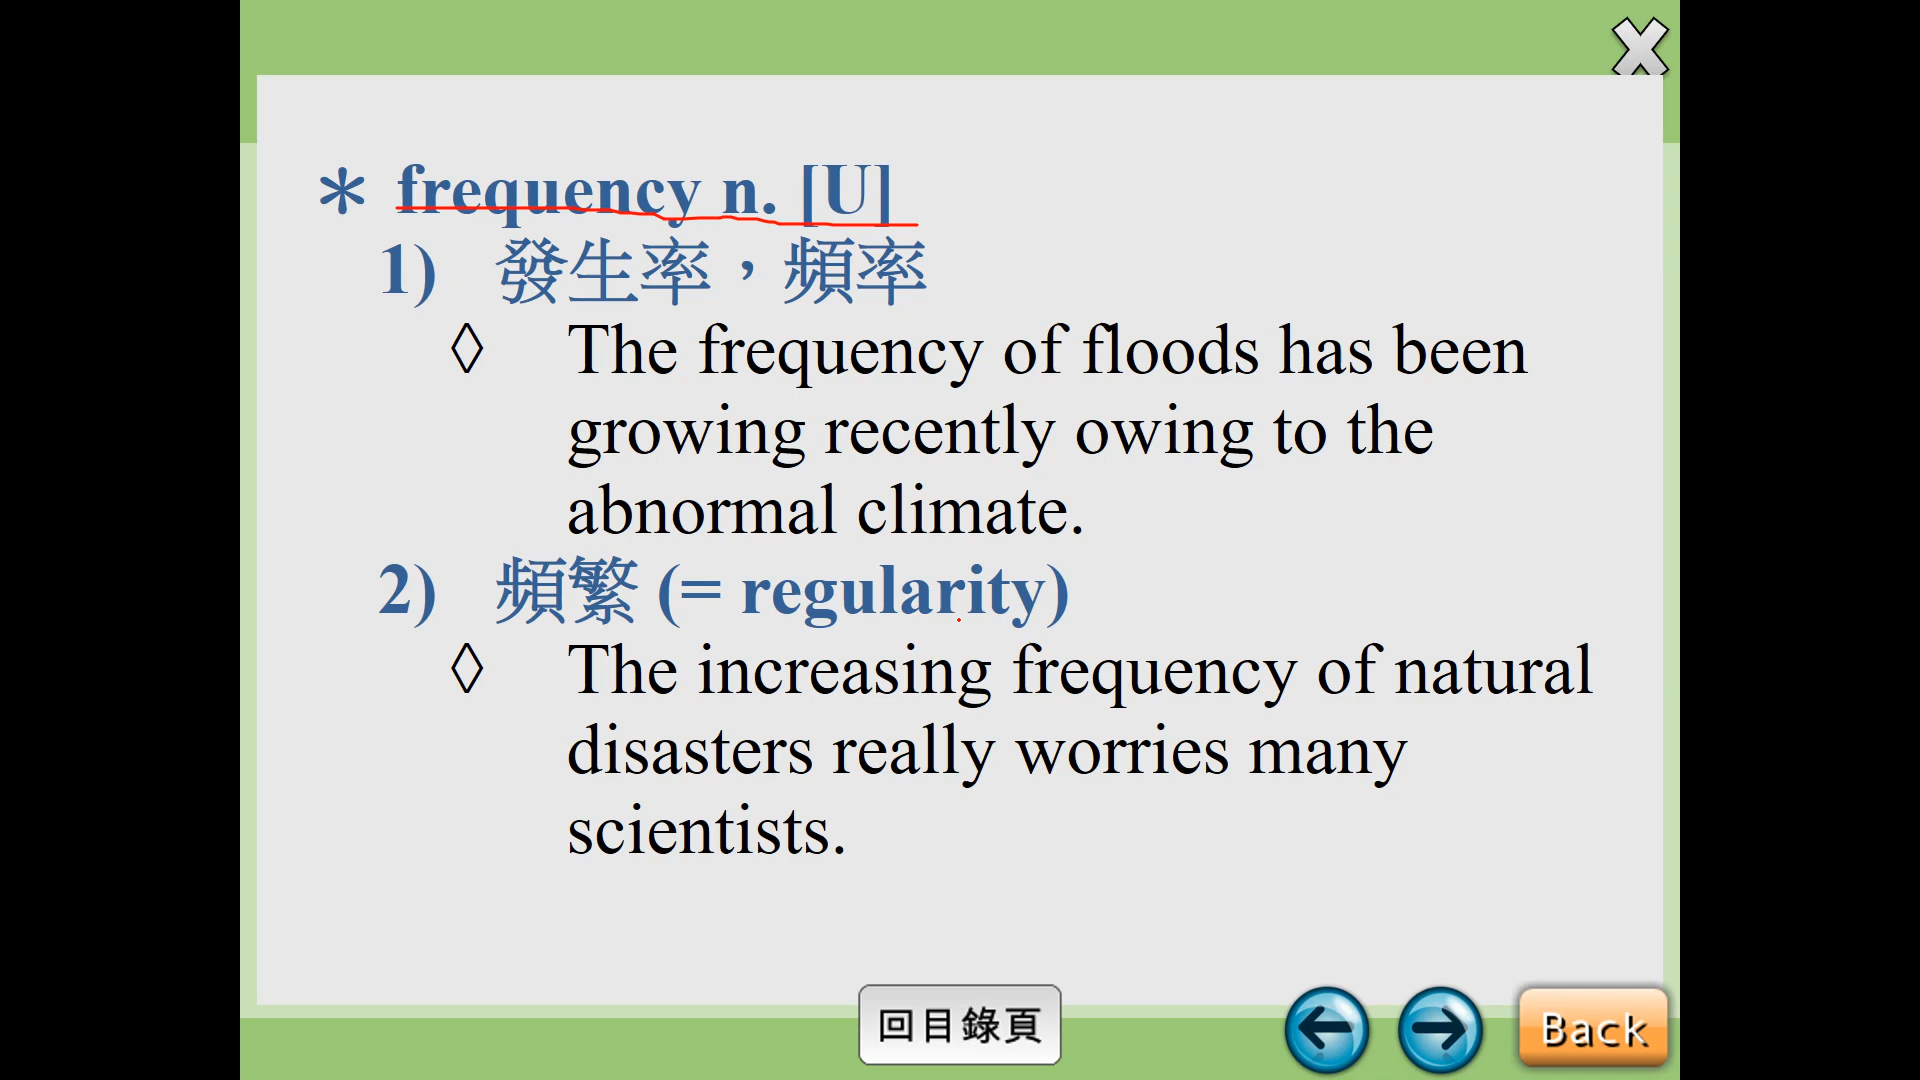 ＊ frequency n. [U]
1) 發生率，頻率
◊ The frequency of floods has been
growing recently owing to the
abnormal climate.
2) 頻繁 (= regularity)
◊ The increasing frequency of natural
disasters really worries many
scientists.
回目錄頁
Back